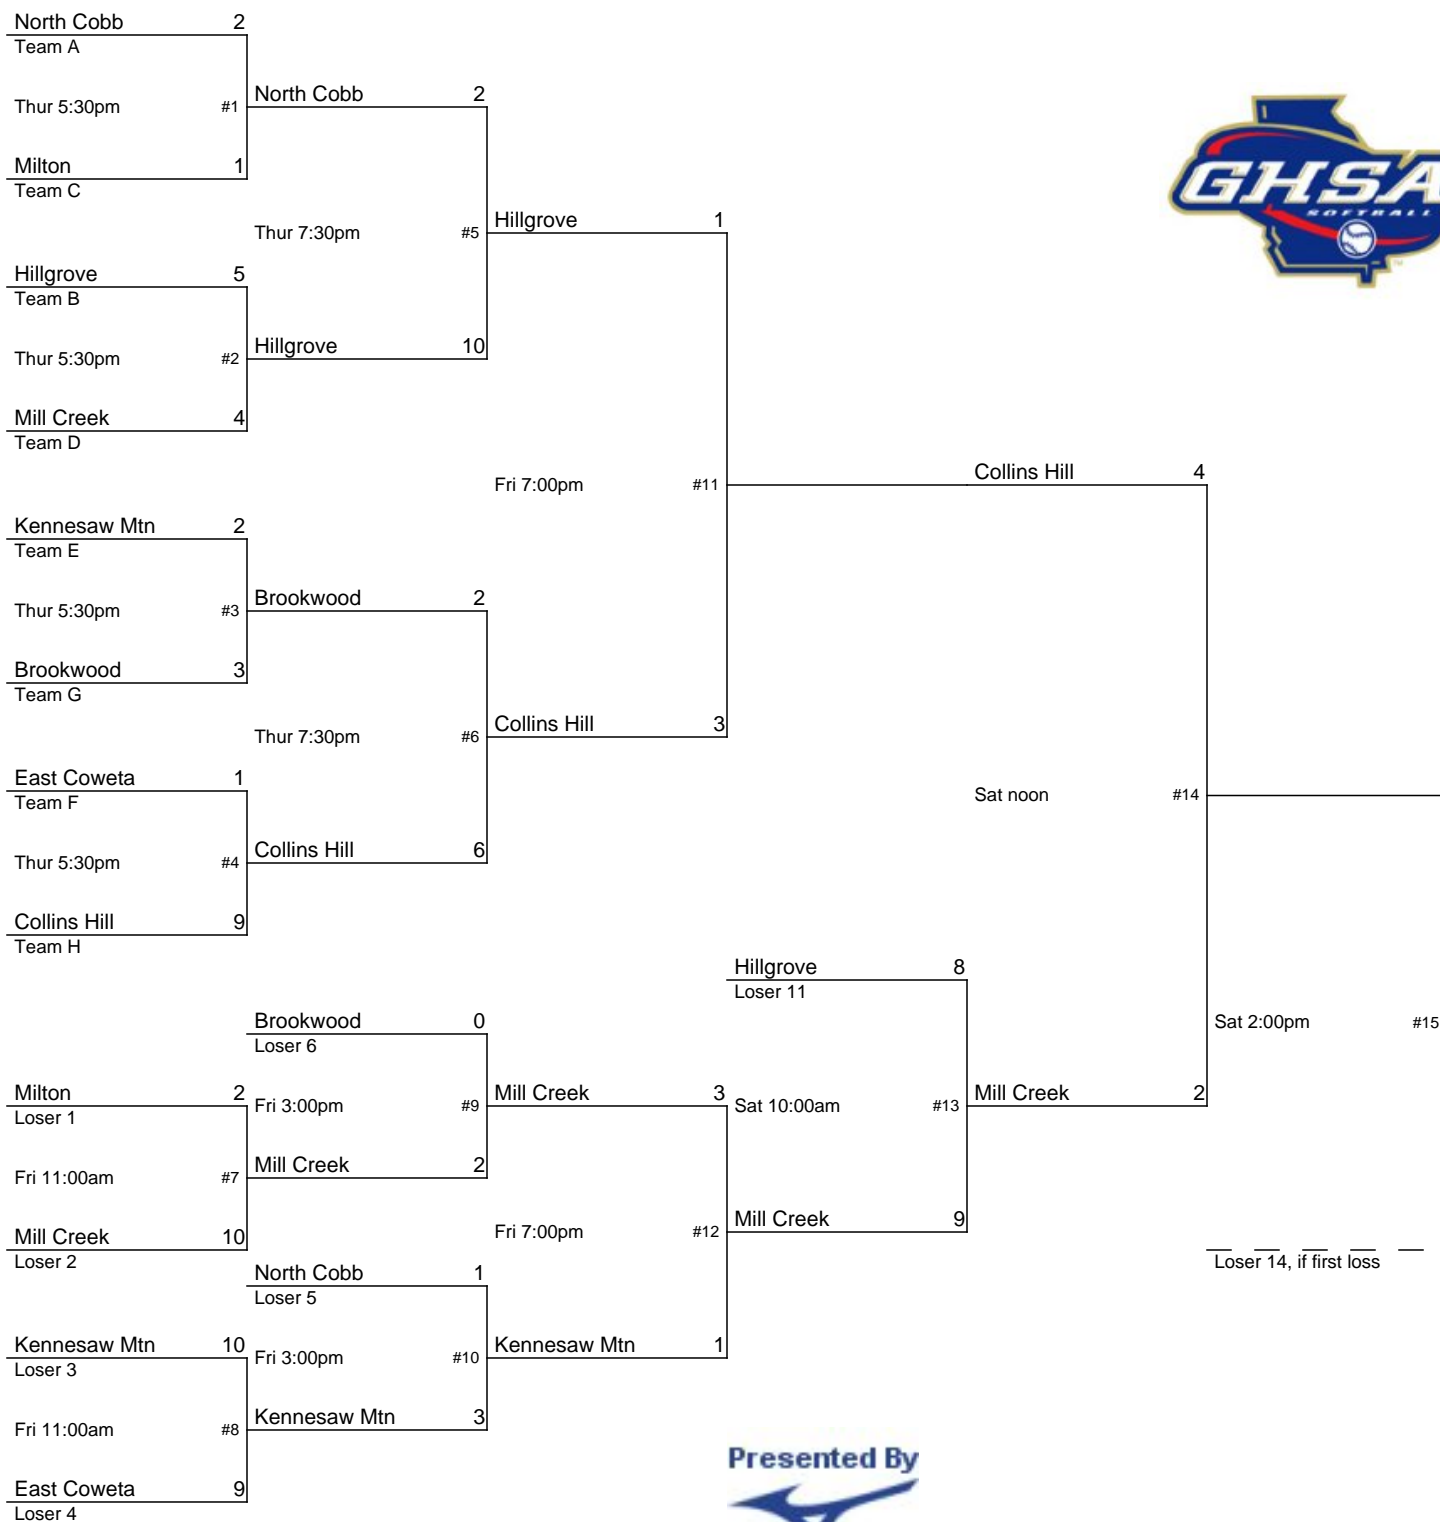 North Cobb 2
Team A
Thur 5:30pm #1
North Cobb 2
Milton 1
Team C
Thur 7:30pm #5
Hillgrove 1
Hillgrove 5
Team B
Thur 5:30pm #2
Hillgrove 10
Mill Creek 4
Team D
GHSA
SOFTBALL
TM
Fri 7:00pm #11
Collins Hill 4
Kennesaw Mtn 2
Team E
Thur 5:30pm #3
Brookwood 2
Brookwood 3
Team G
Thur 7:30pm #6
Collins Hill 3
East Coweta 1
Team F
Thur 5:30pm #4
Collins Hill 6
Collins Hill 9
Team H
Sat noon #14
Hillgrove 8
Loser 11
Brookwood 0
Loser 6
Sat 2:00pm #15
Milton 2
Loser 1
Fri 3:00pm #9
Mill Creek 3
Sat 10:00am #13
Mill Creek 2
Fri 11:00am #7
Mill Creek 2
Mill Creek 10
Loser 2
Fri 7:00pm #12
Mill Creek 9
Loser 14, if first loss
North Cobb 1
Loser 5
Kennesaw Mtn 10
Loser 3
Fri 3:00pm #10
Kennesaw Mtn 1
Fri 11:00am #8
Kennesaw Mtn 3
East Coweta 9
Loser 4
Presented By